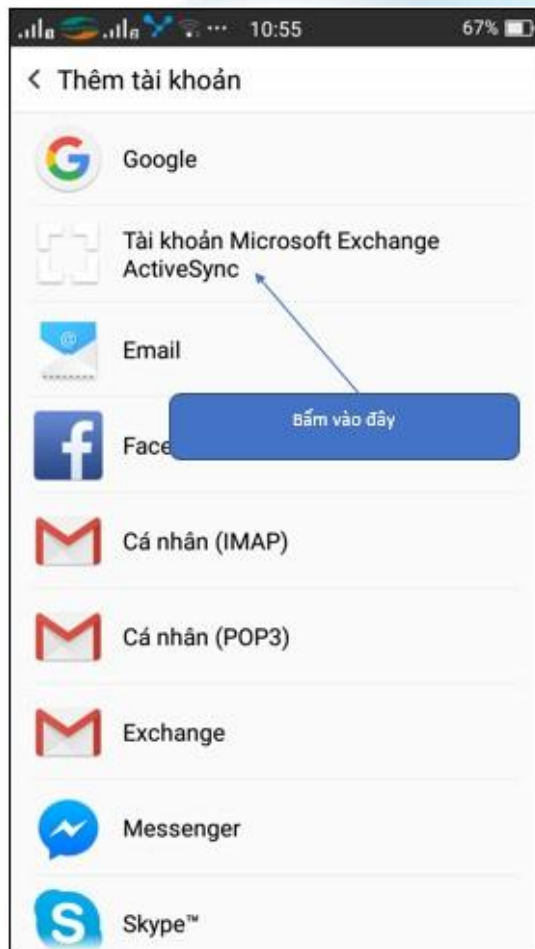 10:55
67%
< Thêm tài khoản
Google
Tài khoản Microsoft Exchange
ActiveSync
@
Email
Bấm vào đây
f
Face
Cá nhân (IMAP)
Cá nhân (POP3)
Exchange
Messenger
S
Skype™